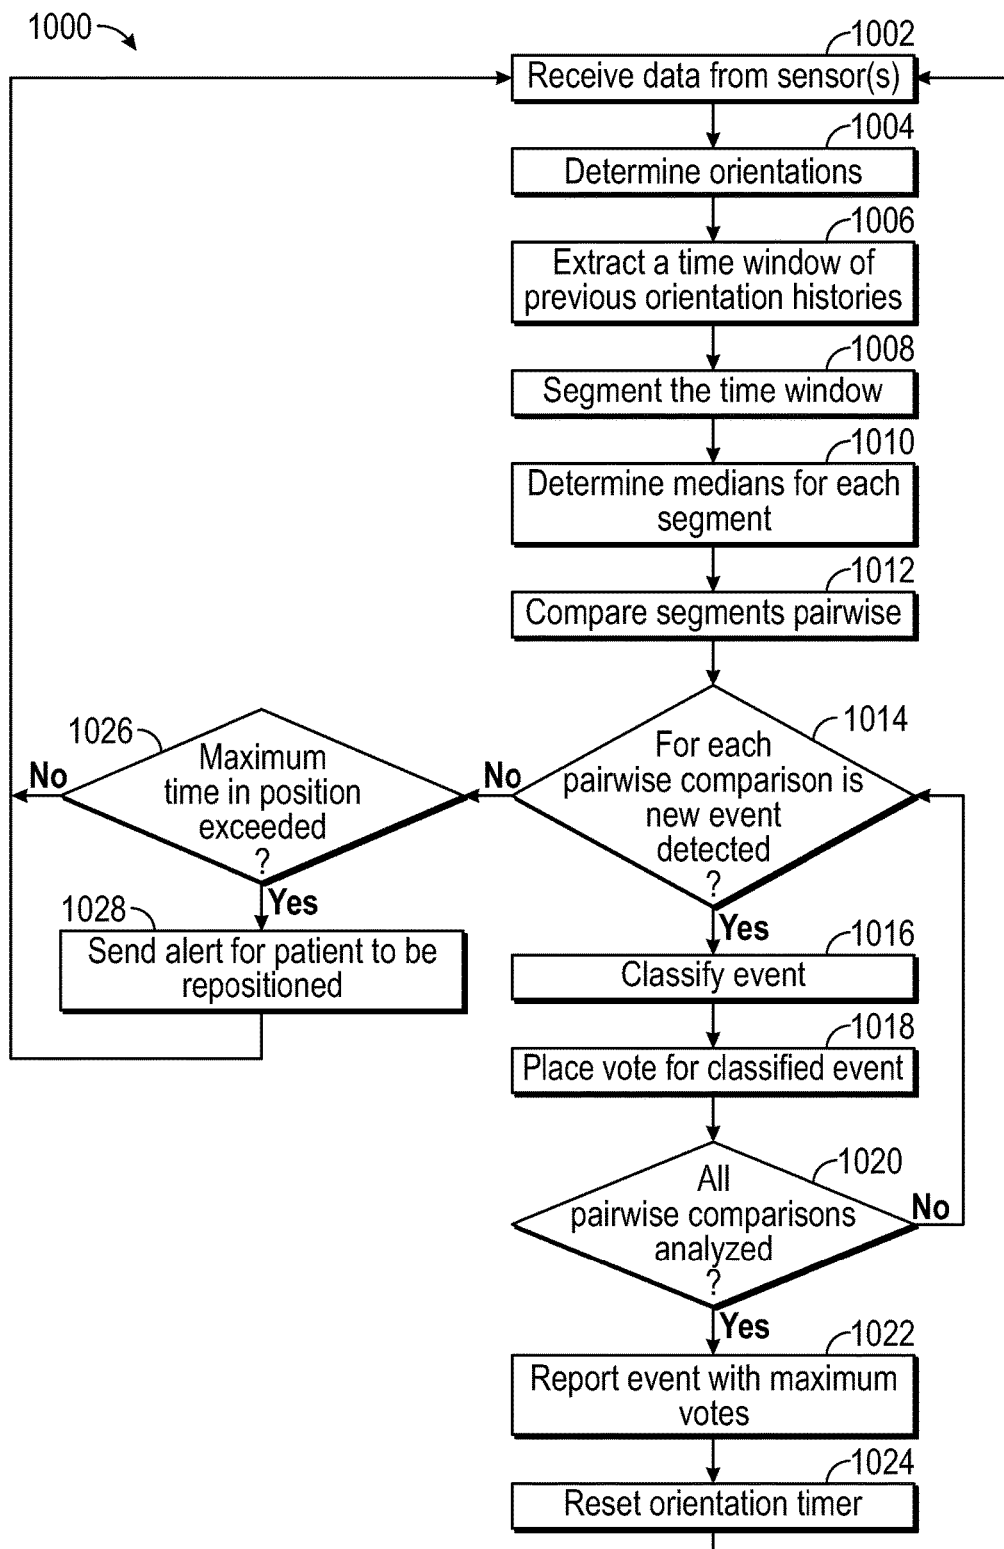 1000
1002
Receive data from sensor(s)
1004
Determine orientations
1006
Extract a time window of
previous orientation histories
1008
Segment the time window
1010
Determine medians for each
segment
1012
Compare segments pairwise
1014
For each
pairwise comparison is
new event
detected
?
No
Yes
1026
Maximum
time in position
exceeded
?
No
Yes
1028
Send alert for patient to be
repositioned
1016
Classify event
1018
Place vote for classified event
1020
All
pairwise comparisons
analyzed
?
No
Yes
1022
Report event with maximum
votes
1024
Reset orientation timer